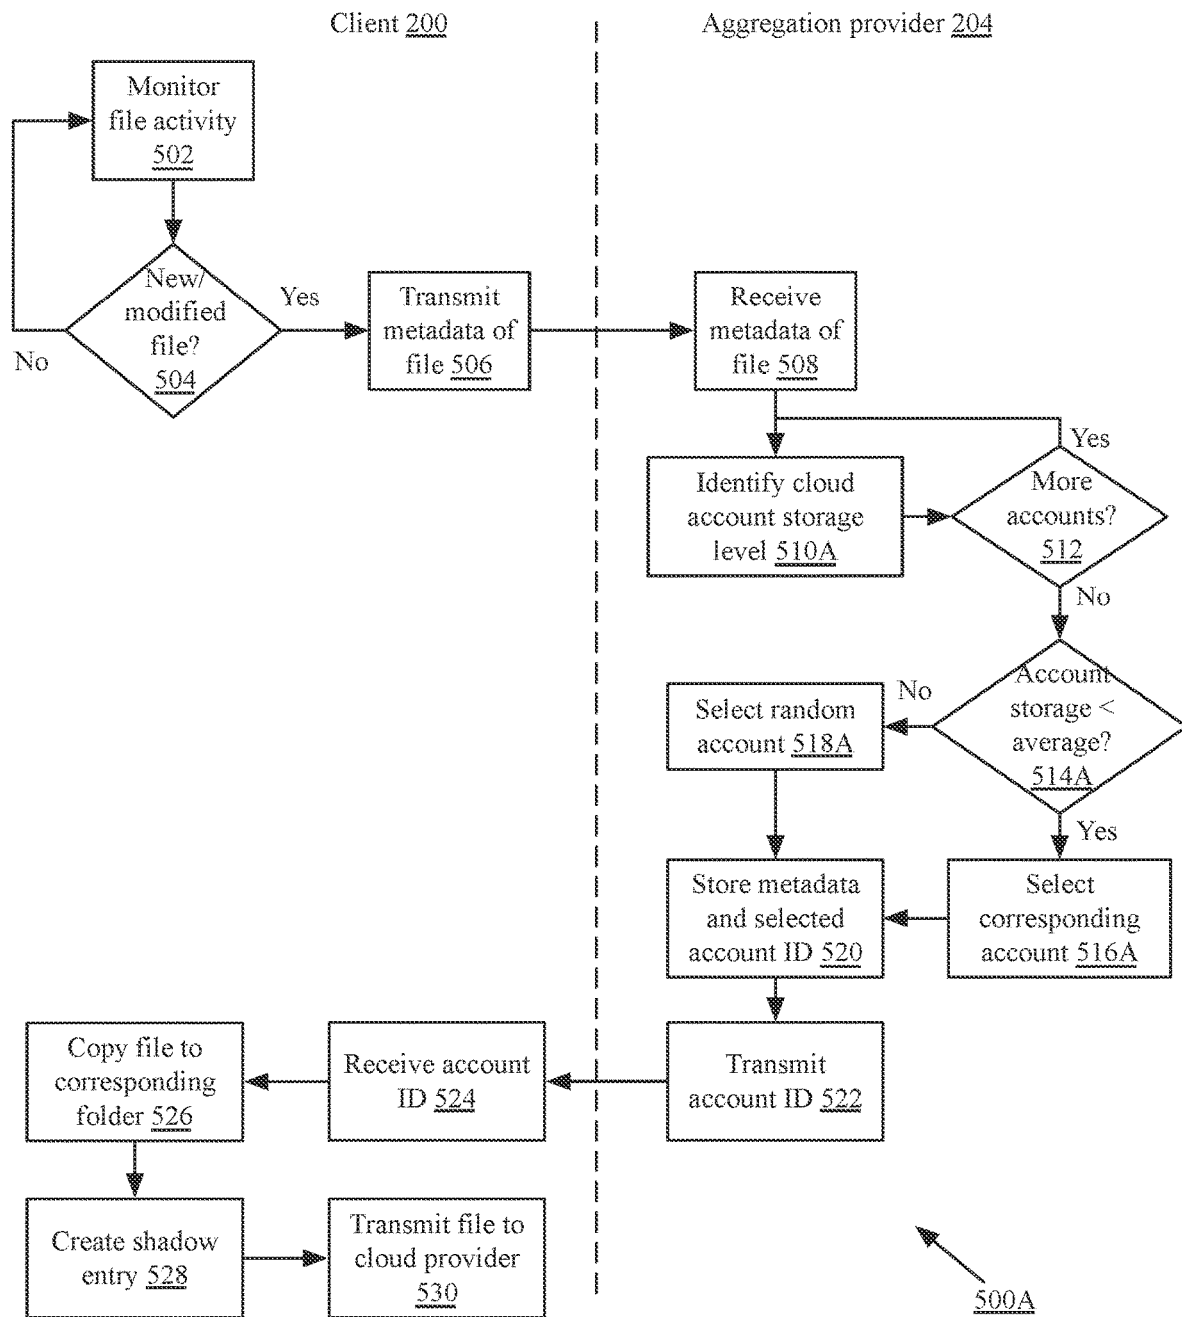 Client 200
Aggregation provider 204
Monitor
file activity
502
New/
modified
file?
504
Yes
No
Transmit
metadata of
file 506
Receive
metadata of
file 508
Identify cloud
account storage
level 510A
Yes
More
accounts?
512
No
Account
storage <
average?
514A
No
Yes
Select random
account 518A
Select
corresponding
account 516A
Store metadata
and selected
account ID 520
Transmit
account ID 522
Receive account
ID 524
Copy file to
corresponding
folder 526
Create shadow
entry 528
Transmit file to
cloud provider
530
500A